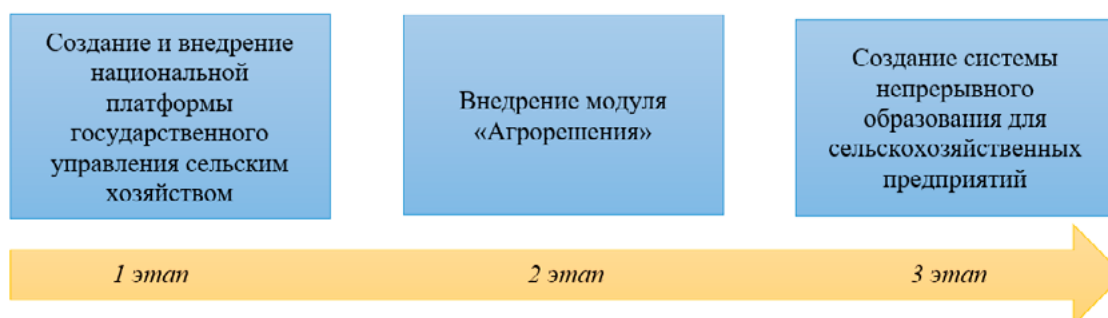 Создание и внедрение
национальной
платформы
государственного
управления сельским
хозяйством
Внедрение модуля
«Агрорешения»
Создание системы
непрерывного
образования для
сельскохозяйственных
предприятий
1 этап
2 этап
3 этап